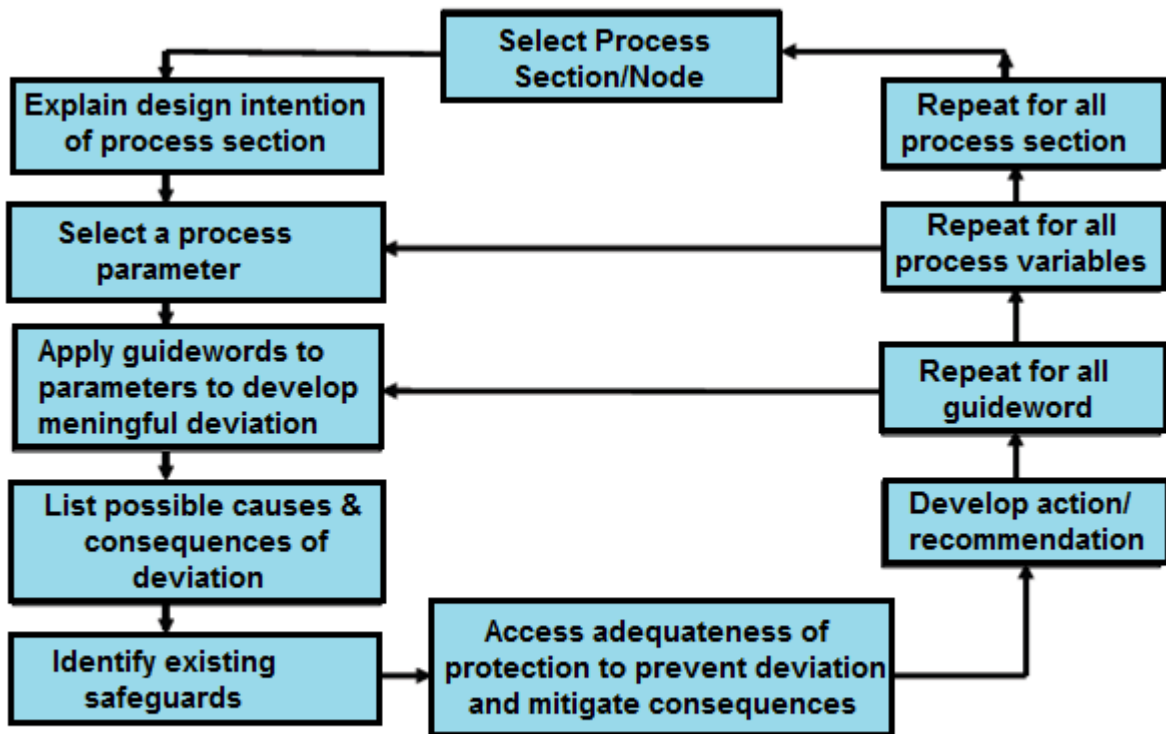 Select Process
Section/Node
Explain design intention
of process section
Select a process
parameter
Apply guidewords to
parameters to develop
meaningful deviation
List possible causes &
consequences of
deviation
Identify existing
safeguards
Access adequateness of
protection to prevent deviation
and mitigate consequences
Develop action/
recommendation
Repeat for all
guideword
Repeat for all
process variables
Repeat for all
process section